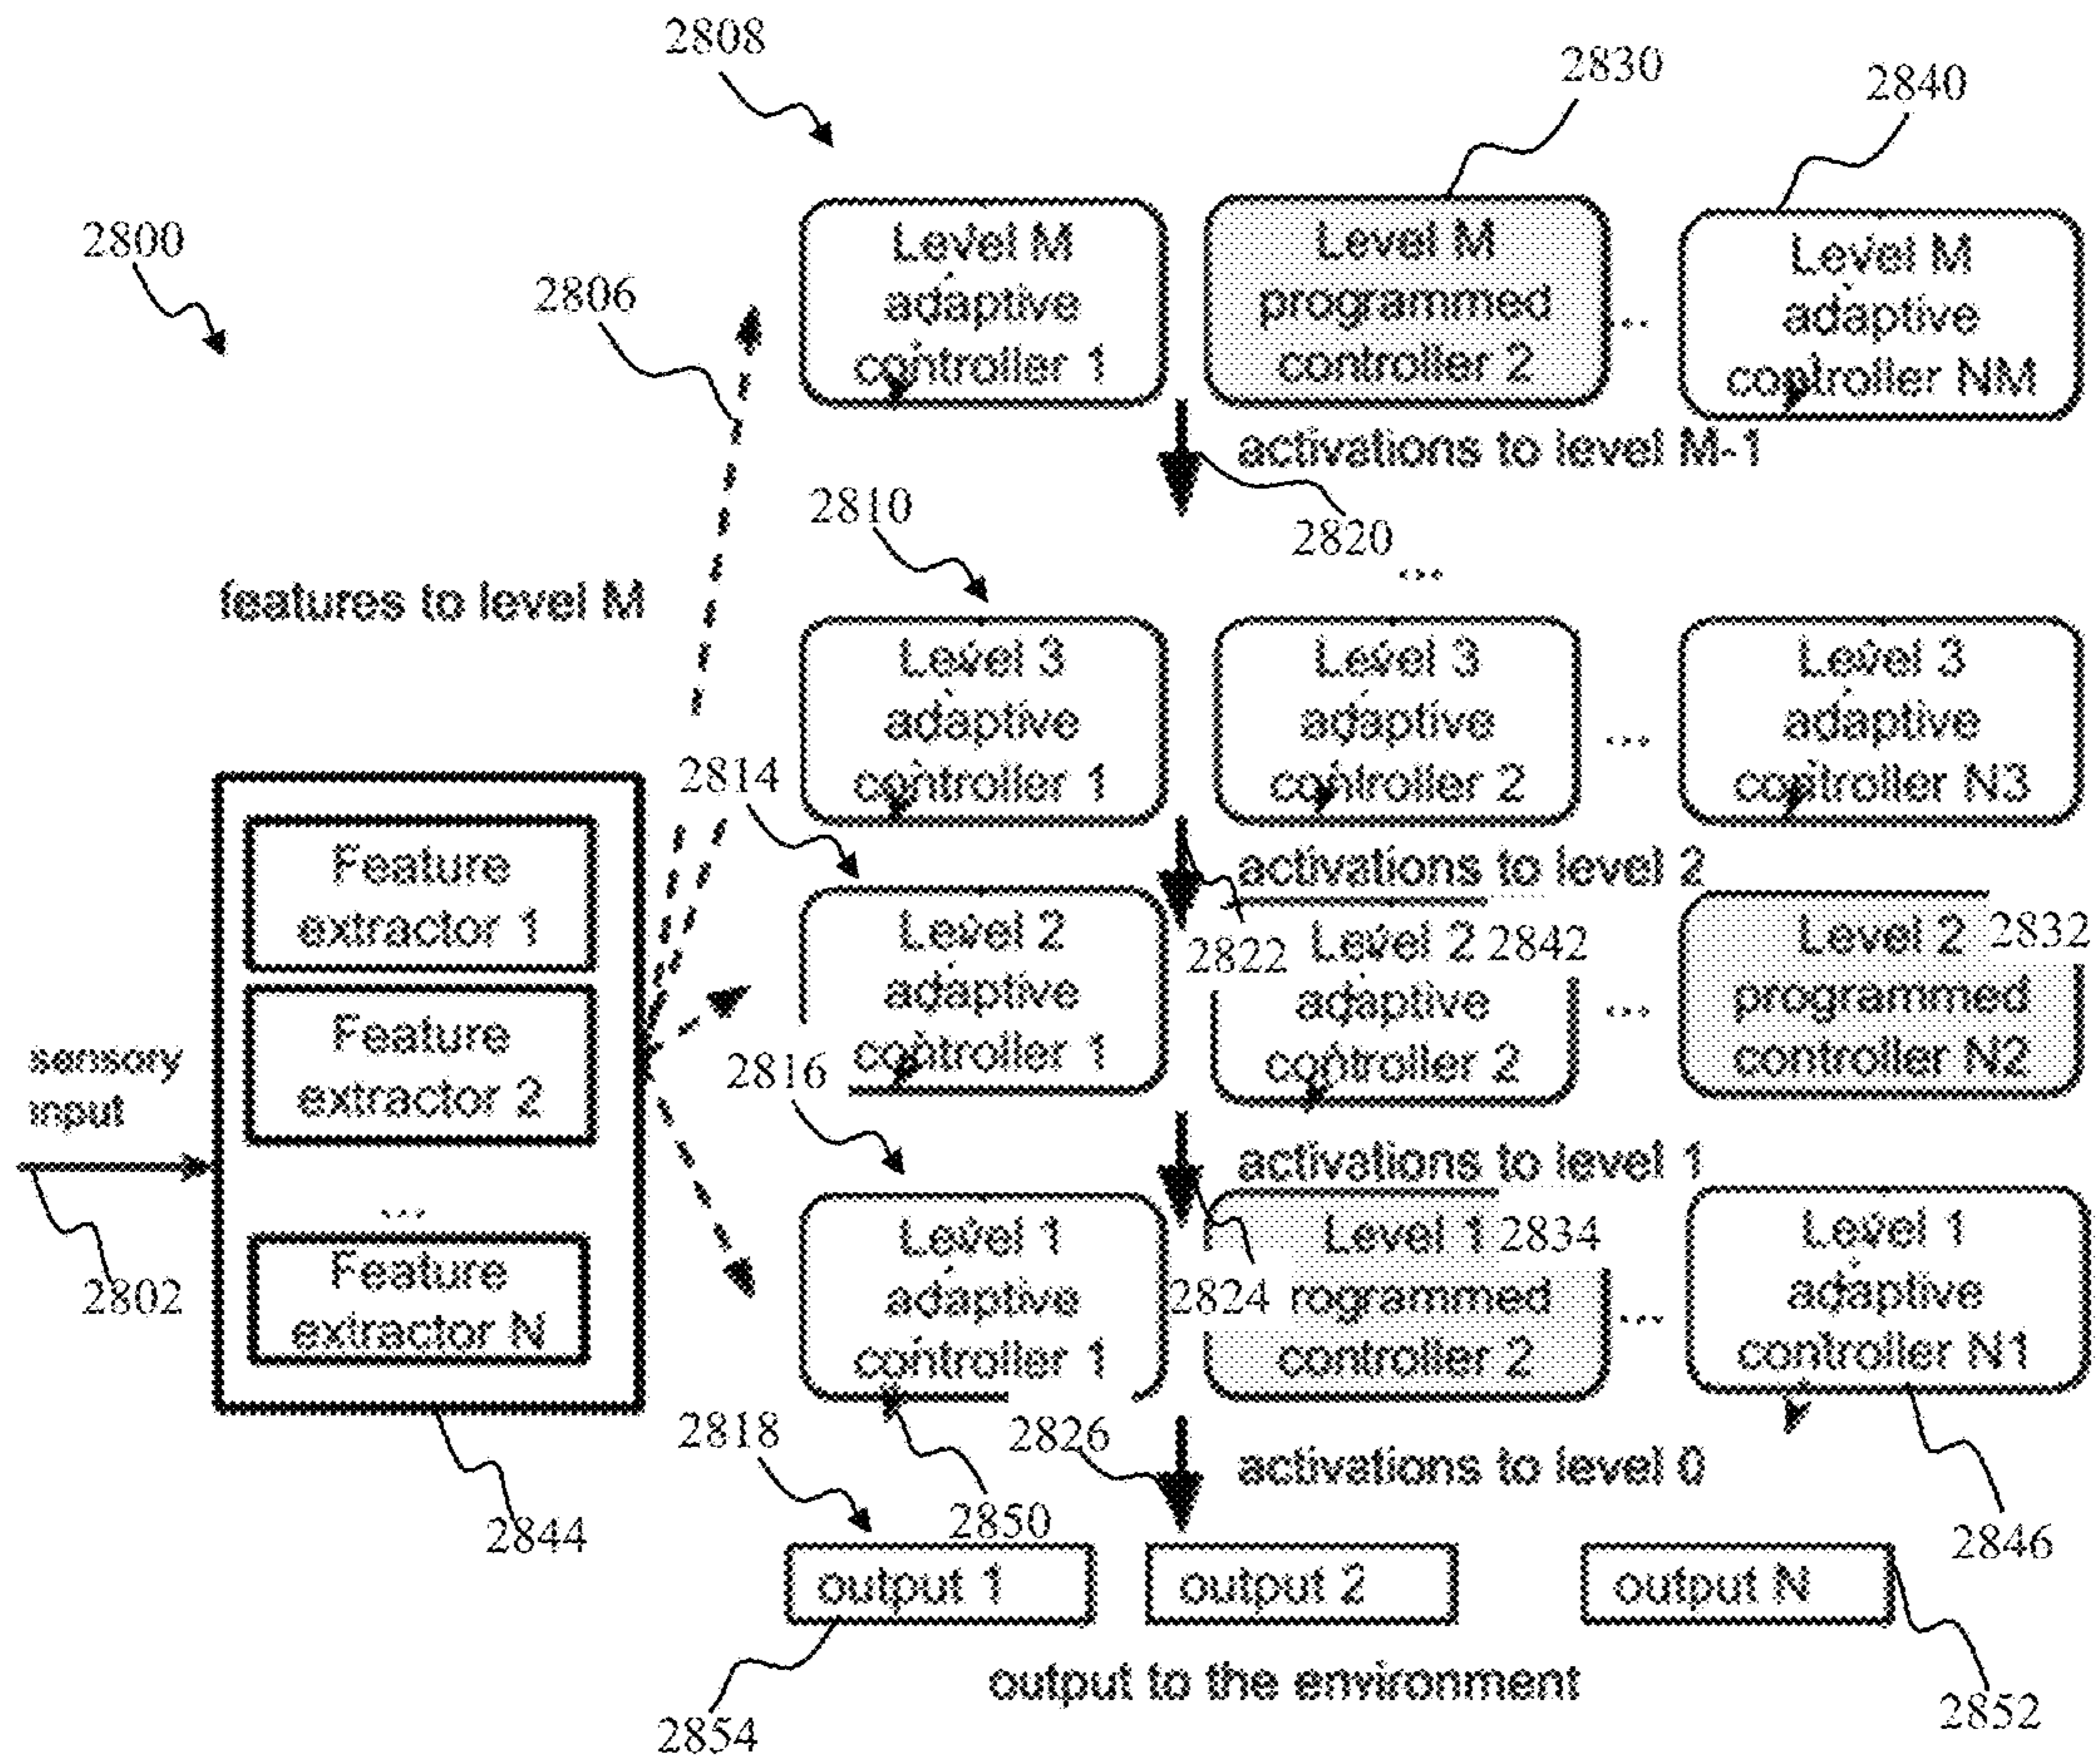 2808
2830
2840
2800
2806
Level M
adaptive
controller 1
Level M
programmed
controller 2
...
Level M
adaptive
controller NM
activations to level M-1
2820
2810
...
features to level M
Level 3
adaptive
controller 1
Level 3
adaptive
controller 2
...
Level 3
adaptive
controller N3
2814
activations to level 2
2822
Feature
extractor 1
Feature
extractor 2
...
Feature
extractor N
sensory
input
2802
2844
Level 2
adaptive
controller 1
Level 2 2842
adaptive
controller 2
...
Level 2 2832
programmed
controller N2
2816
activations to level 1
2824
Level 1
adaptive
controller 1
Level 1 2834
rogrammed
controller 2
...
Level 1
adaptive
controller N1
2818
2826
activations to level 0
2850
2846
output 1
output 2
output N
output to the environment
2854
2852